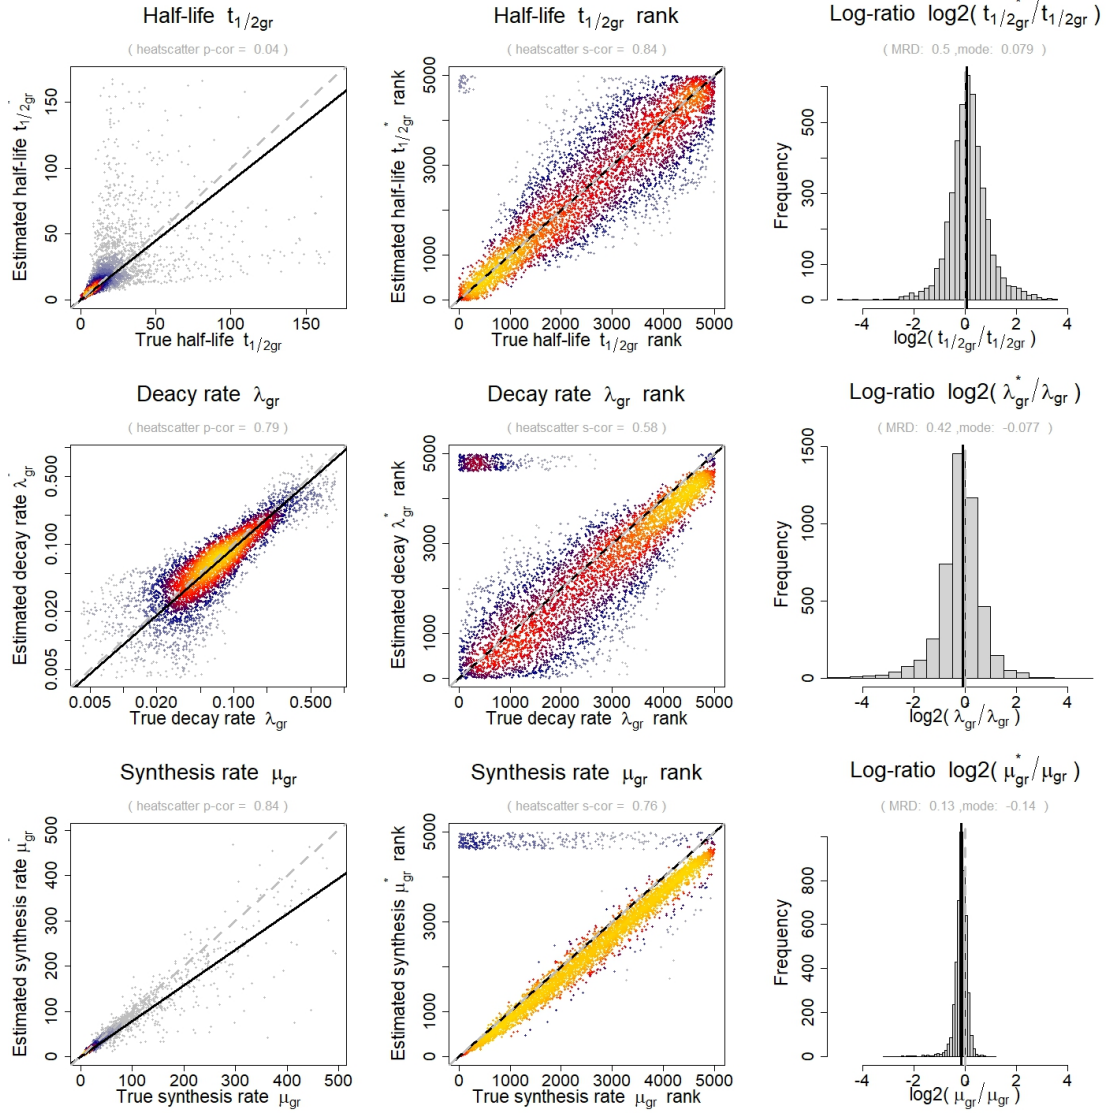 Half-life t1/2gr
( heatscatter p-cor = 0.04 )
Estimated half-life t*1/2gr
0 50 100 150
0 50 100 150
True half-life t1/2gr
Half-life t1/2gr rank
( heatscatter s-cor = 0.84 )
Estimated half-life t*1/2gr rank
0 1000 3000 5000
0 1000 2000 3000 4000 5000
True half-life t1/2gr rank
Log-ratio log2( t*1/2gr/t1/2gr )
( MRD: 0.5 ,mode: 0.079 )
Frequency
0 100 300 500
-4 -2 0 2 4
log2( t1/2gr/t1/2gr )
Deacy rate λgr
( heatscatter p-cor = 0.79 )
Estimated decay rate λ*gr
0.005 0.020 0.100 0.500
0.005 0.020 0.100 0.500
True decay rate λgr
Decay rate λgr rank
( heatscatter s-cor = 0.58 )
Estimated decay λ*gr rank
0 1000 3000 5000
0 1000 2000 3000 4000 5000
True decay rate λgr rank
Log-ratio log2( λ*gr/λgr )
( MRD: 0.42 ,mode: -0.077 )
Frequency
0 500 1000 1500
-4 -2 0 2 4
log2( λgr/λgr )
Synthesis rate μgr
( heatscatter p-cor = 0.84 )
Estimated synthesis rate μ*gr
0 100 200 300 400 500
0 100 200 300 400 500
True synthesis rate μgr
Synthesis rate μgr rank
( heatscatter s-cor = 0.76 )
Estimated synthesis μ*gr rank
0 1000 3000 5000
0 1000 2000 3000 4000 5000
True synthesis rate μgr rank
Log-ratio log2( μ*gr/μgr )
( MRD: 0.13 ,mode: -0.14 )
Frequency
0 200 400 600 800
-4 -2 0 2 4
log2( μgr/μgr )